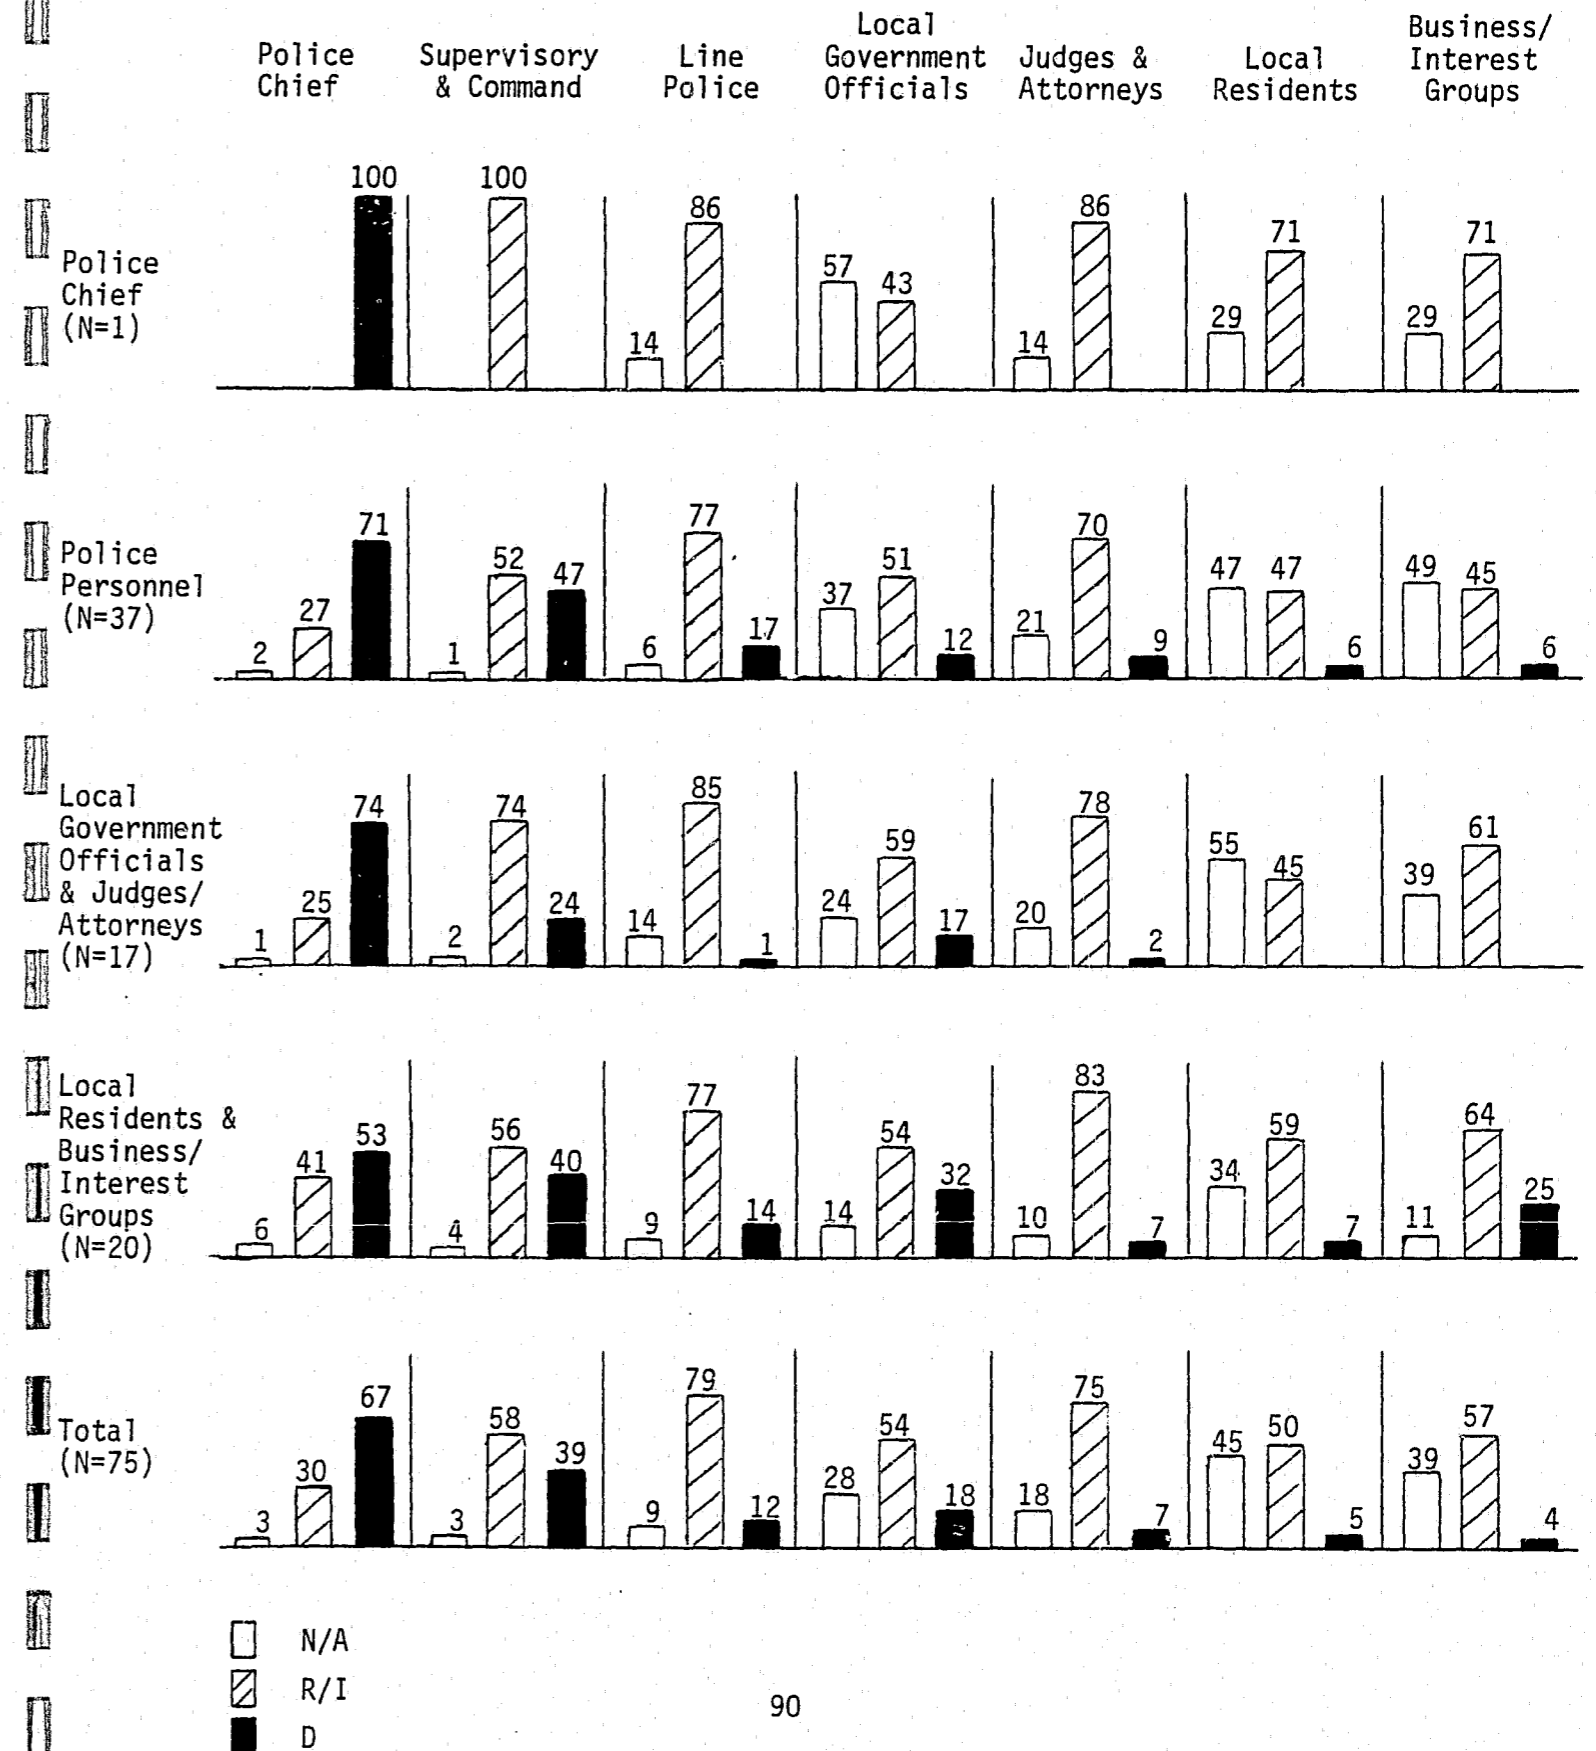 Police Chief
Supervisory & Command
Line Police
Local Government Officials
Judges & Attorneys
Local Residents
Business/ Interest Groups
Police
Chief
(N=1)
100
100
14 86
57 43
14 86
29 71
29 71
Police
Personnel
(N=37)
2 27 71
1 52 47
6 77 17
37 51 12
21 70 9
47 47 6
49 45 6
Local
Government
Officials
& Judges/
Attorneys
(N=17)
1 25 74
2 74 24
14 85 1
24 59 17
20 78 2
55 45
39 61
Local
Residents &
Business/
Interest
Groups
(N=20)
6 41 53
4 56 40
9 77 14
14 54 32
10 83 7
34 59 7
11 64 25
Total
(N=75)
3 30 67
3 58 39
9 79 12
28 54 18
18 75 7
45 50 5
39 57 4
N/A
R/I
D
90